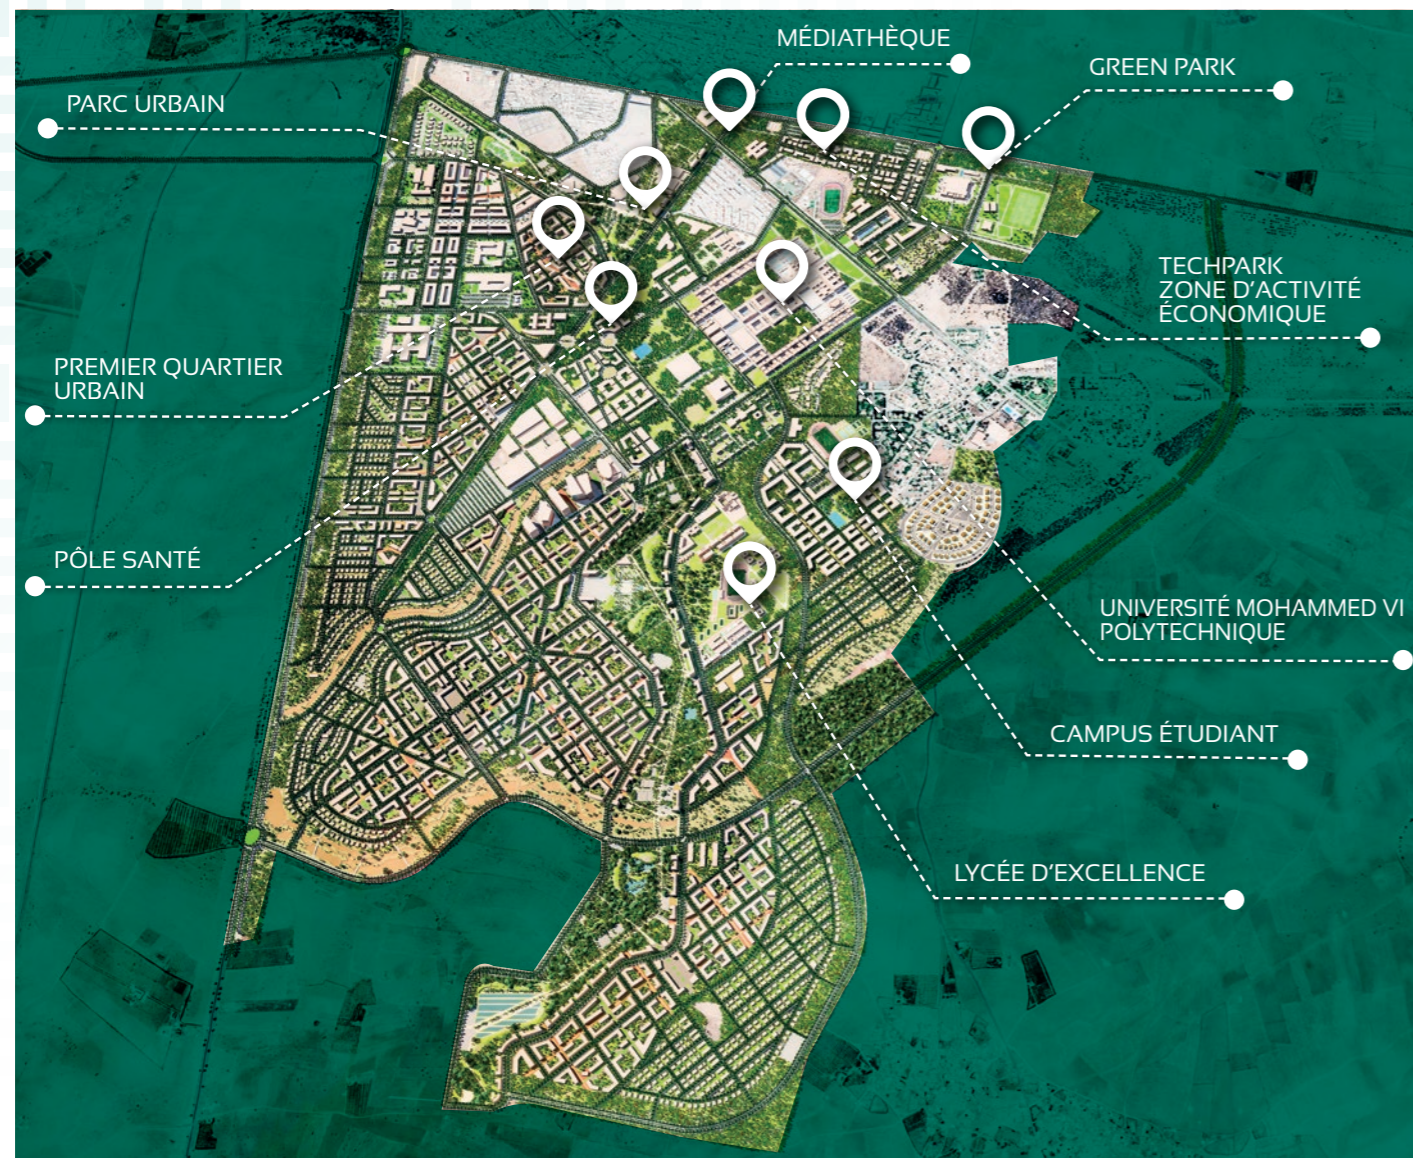 MÉDIATHÈQUE
GREEN PARK
PARC URBAIN
TECHPARK
ZONE D'ACTIVITÉ
ÉCONOMIQUE
PREMIER QUARTIER
URBAIN
PÔLE SANTÉ
UNIVERSITÉ MOHAMMED VI
POLYTECHNIQUE
CAMPUS ÉTUDIANT
LYCÉE D'EXCELLENCE